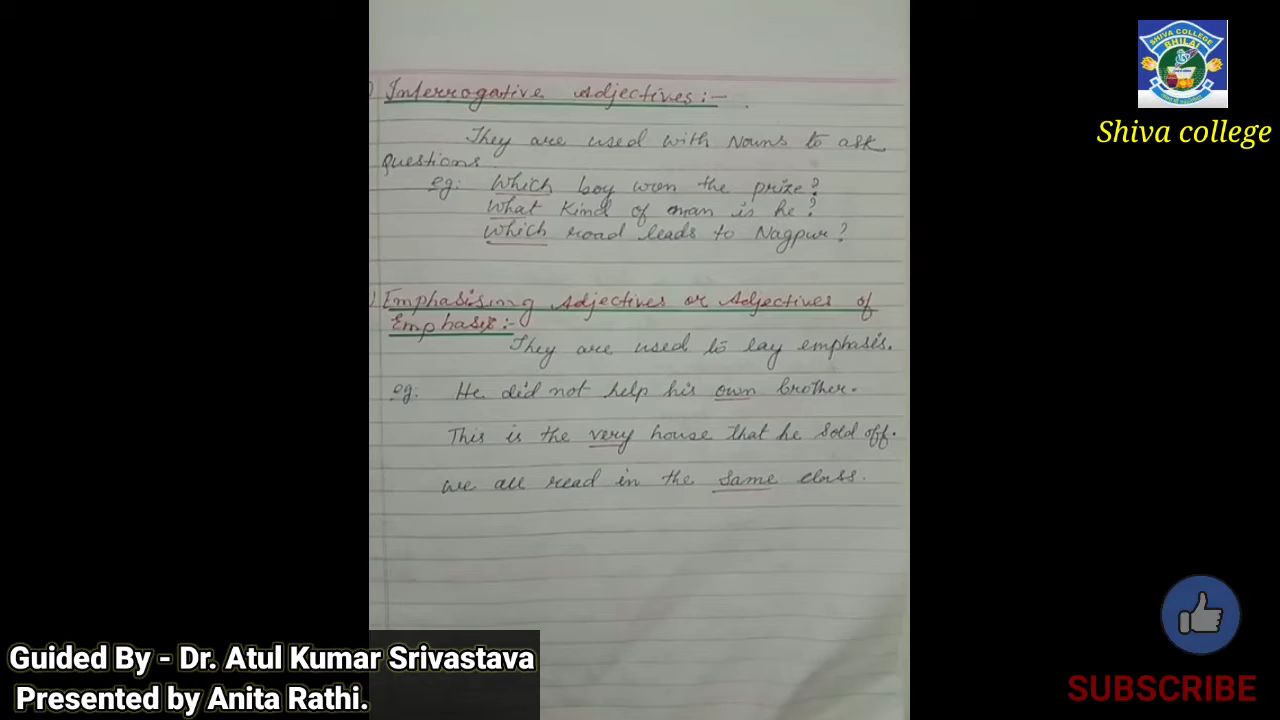 Interrogative Adjectives:-
They are used with Nouns to ask
questions.
eg: Which boy won the prize?
What kind of man is he?
Which road leads to Nagpur?
Emphasising Adjectives or Adjectives of
Emphasis:-
They are used to lay emphasis.
eg. He did not help his own brother.
This is the very house that he sold off.
we all read in the same class.
SHIVA COLLEGE
BHILAI
Shiva college
Guided By - Dr. Atul Kumar Srivastava
Presented by Anita Rathi.
SUBSCRIBE